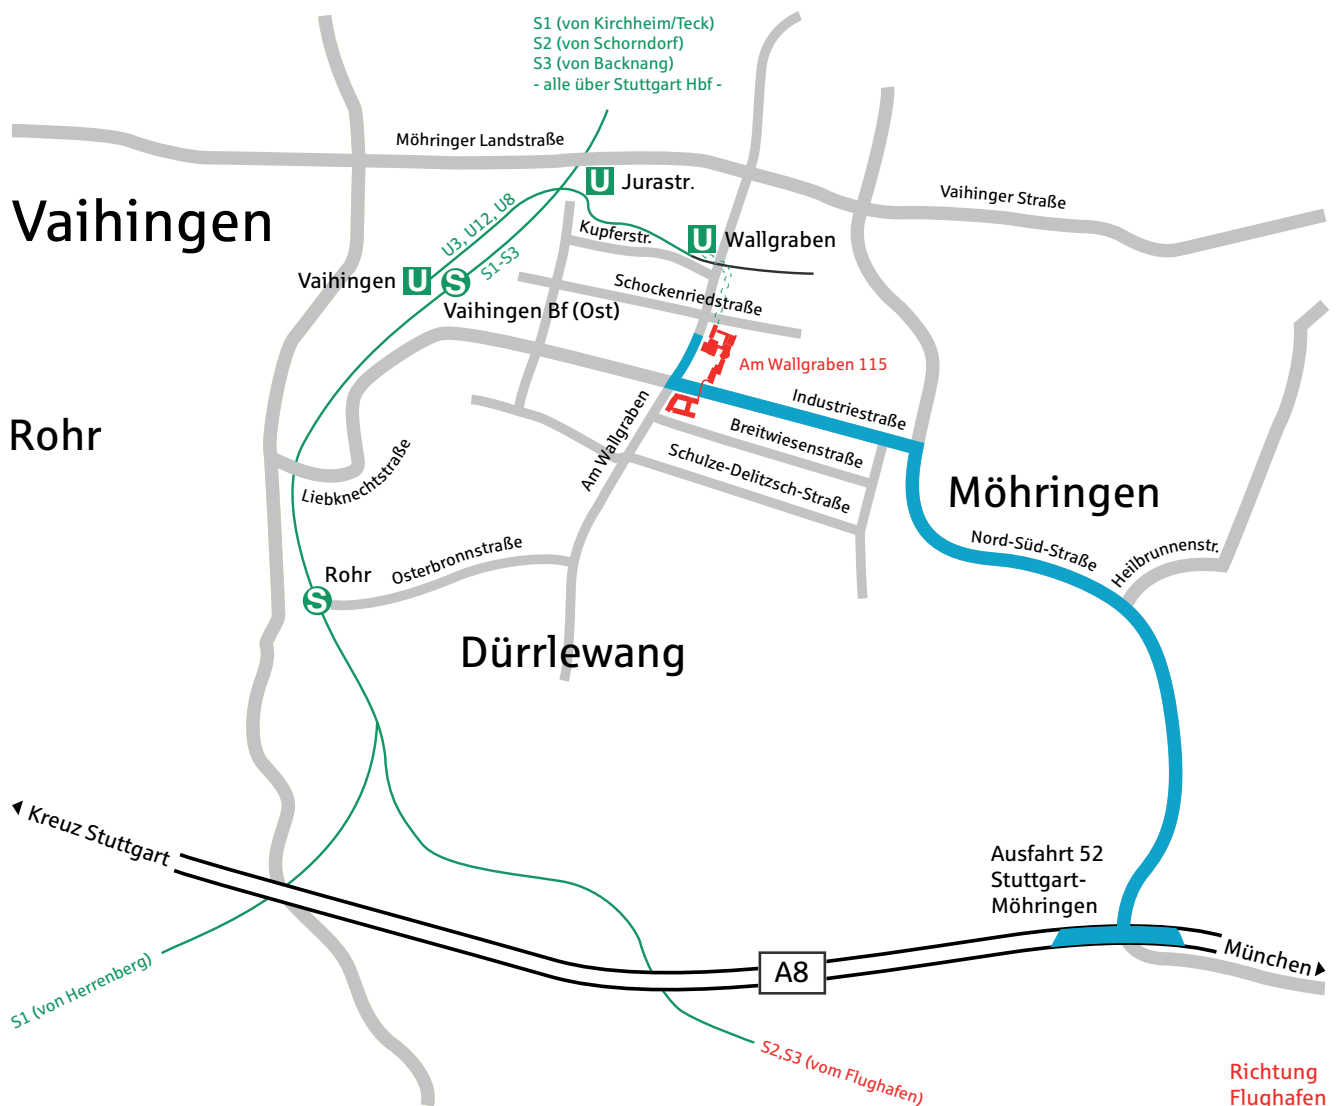 S1 (von Kirchheim/Teck)
S2 (von Schorndorf)
S3 (von Backnang)
- alle über Stuttgart Hbf -
Möhringer Landstraße
U Jurastr.
Vaihinger Straße
Vaihingen
U3, U12, U8
S1-S3
Kupferstr.
U Wallgraben
Vaihingen U S
Vaihingen Bf (Ost)
Schockenriedstraße
Am Wallgraben 115
Industriestraße
Am Wallgraben
Breitwiesenstraße
Schulze-Delitzsch-Straße
Rohr
Liebknechtstraße
Möhringen
Nord-Süd-Straße
Heilbrunnenstr.
Osterbronnstraße
Rohr
S
Dürrlewang
Kreuz Stuttgart
Ausfahrt 52
Stuttgart-
Möhringen
München
A8
S1 (von Herrenberg)
S2,S3 (vom Flughafen)
Richtung
Flughafen